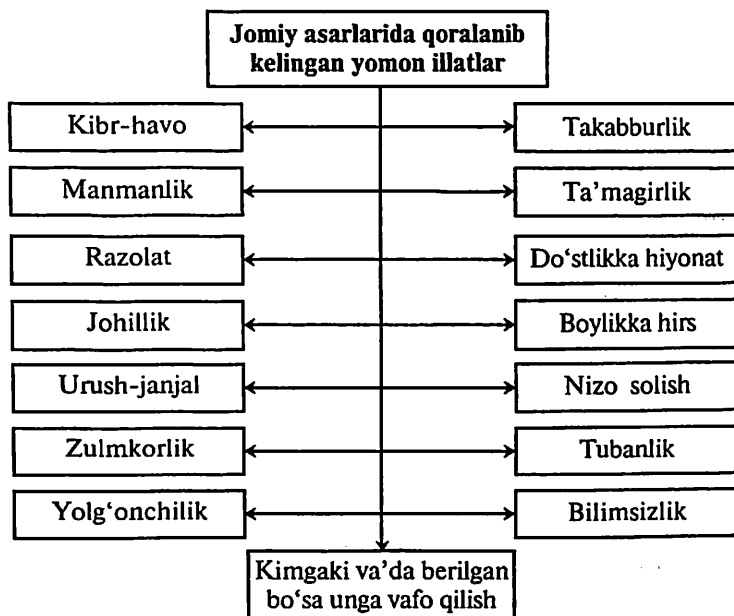 Jomiy asarlarida qoralanib
kelingan yomon illatlar
Kibr-havo
Takabburlik
Manmanlik
Ta’magirlik
Razolat
Do‘stlikka hiyonat
Johillik
Boylikka hirs
Urush-janjal
Nizo solish
Zulmkorlik
Tubanlik
Yolg‘onchilik
Bilimsizlik
Kimgaki va’da berilgan
bo‘lsa unga vafo qilish